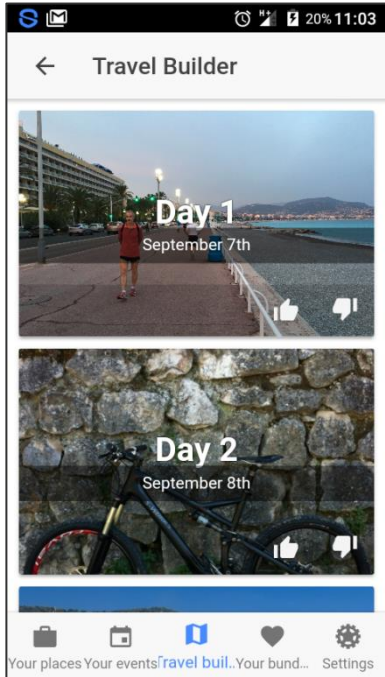 H+
20% 11:03
Travel Builder
Day 1
September 7th
Day 2
September 8th
Your places Your events Travel buil.. Your bund... Settings